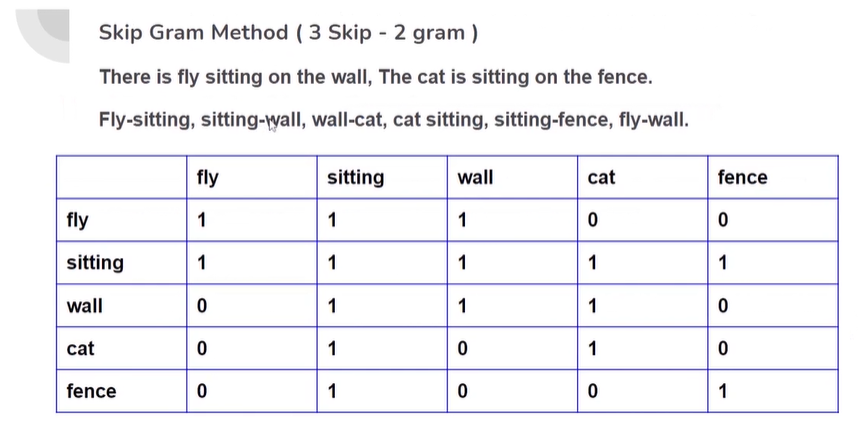 Skip Gram Method ( 3 Skip - 2 gram )
There is fly sitting on the wall, The cat is sitting on the fence.
Fly-sitting, sitting-wall, wall-cat, cat sitting, sitting-fence, fly-wall.
fly sitting wall cat fence
fly 1 1 1 0 0
sitting 1 1 1 1 1
wall 0 1 1 1 0
cat 0 1 0 1 0
fence 0 1 0 0 1